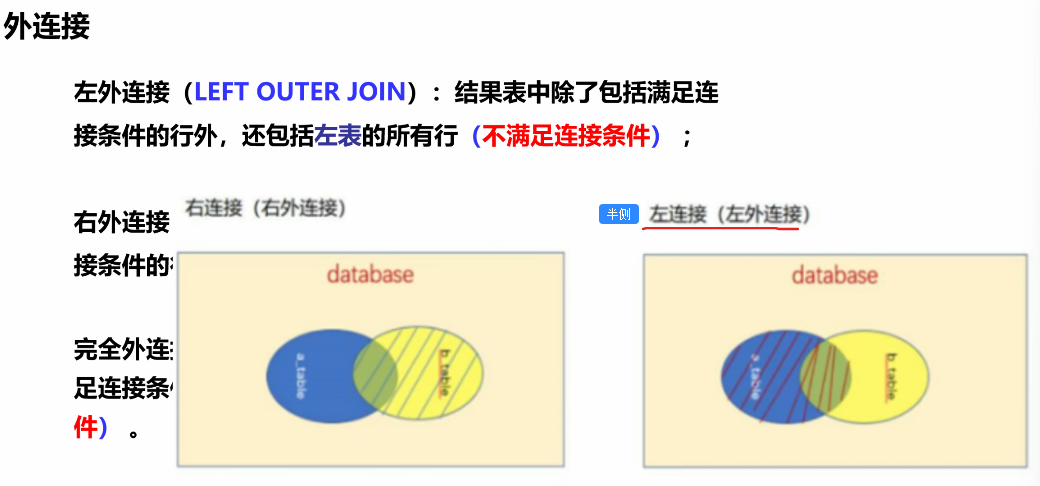 外连接
左外连接（LEFT OUTER JOIN）：结果表中除了包括满足连
接条件的行外，还包括左表的所有行（不满足连接条件）；
右外连接
接条件的
完全外连
足连接条
件）。
右连接（右外连接）
database
a_table
b_table
半侧
左连接（左外连接）
database
a_table
b_table